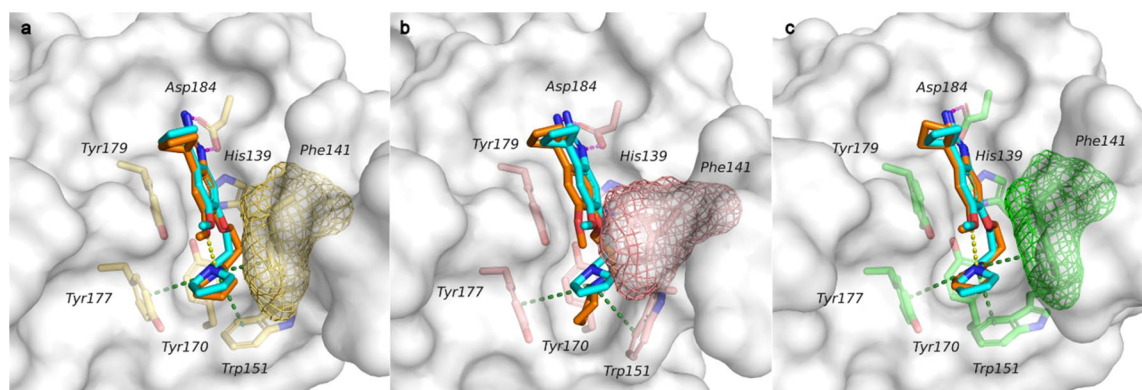 a
Asp184
Tyr179
His139
Phe141
Tyr177
Tyr170
Trp151
b
Asp184
Tyr179
His139
Phe141
Tyr177
Tyr170
Trp151
c
Asp184
Tyr179
His139
Phe141
Tyr177
Tyr170
Trp151